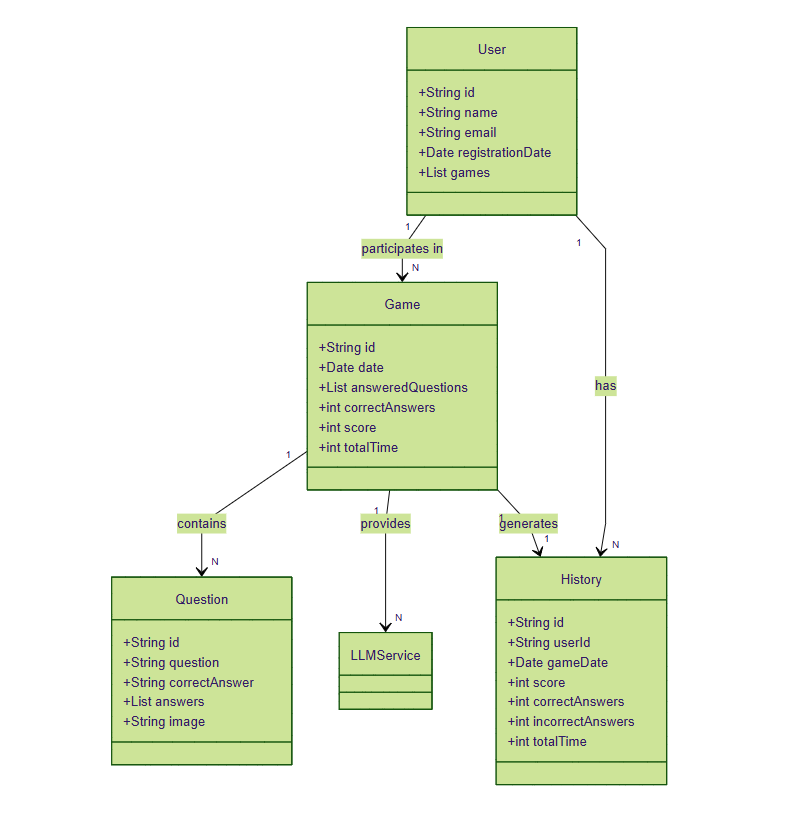 User
+String id
+String name
+String email
+Date registrationDate
+List games
1
1
participates in
N
Game
+String id
+Date date
+List answeredQuestions
+int correctAnswers
+int score
+int totalTime
has
1
1
1
contains
provides
generates
1
N
N
N
Question
+String id
+String question
+String correctAnswer
+List answers
+String image
LLMService
History
+String id
+String userId
+Date gameDate
+int score
+int correctAnswers
+int incorrectAnswers
+int totalTime